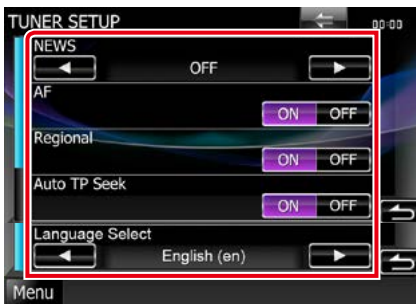 TUNER SETUP 00:00
NEWS
OFF
AF
ON OFF
Regional
ON OFF
Auto TP Seek
ON OFF
Language Select
English (en)
Menu